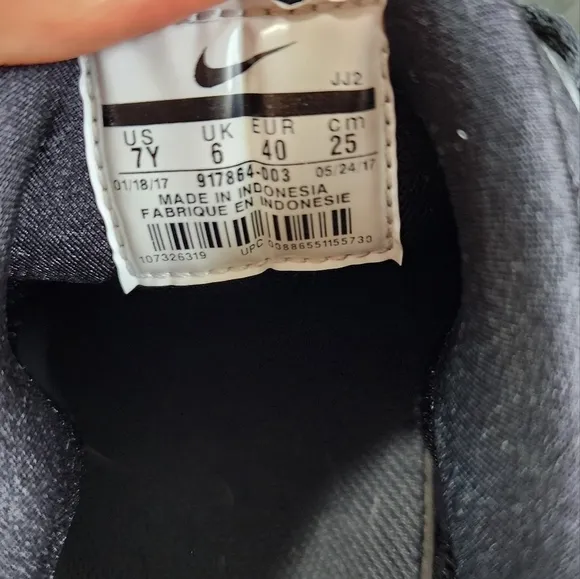 JJ2
US UK EUR cm
7Y 6 40 25
01/18/17 917864-003 05/24/17
MADE IN INDONESIA
FABRIQUE EN INDONESIE
107326319 UPC 00886551155730